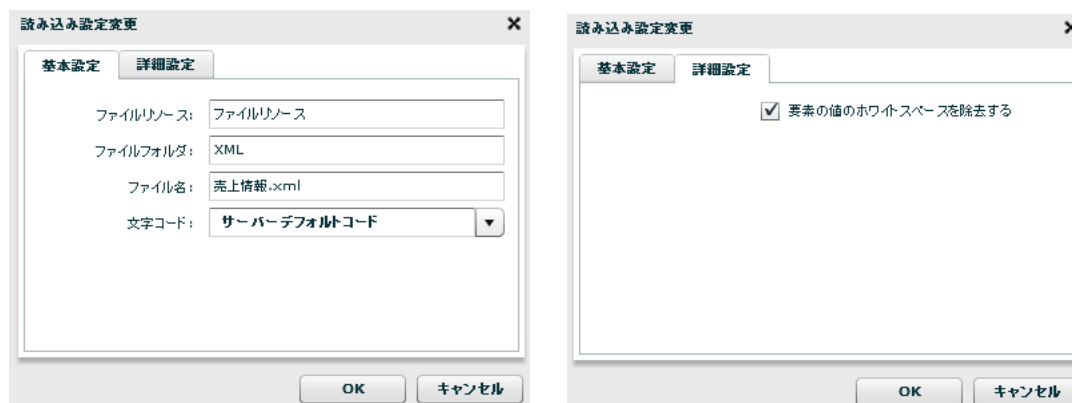 読み込み設定変更
基本設定 詳細設定
ファイルリソース: ファイルリソース
ファイルフォルダ: XML
ファイル名: 売上情報.xml
文字コード: サーバーデフォルトコード
OK キャンセル
読み込み設定変更
基本設定 詳細設定
要素の値のホワイトスペースを除去する
OK キャンセル